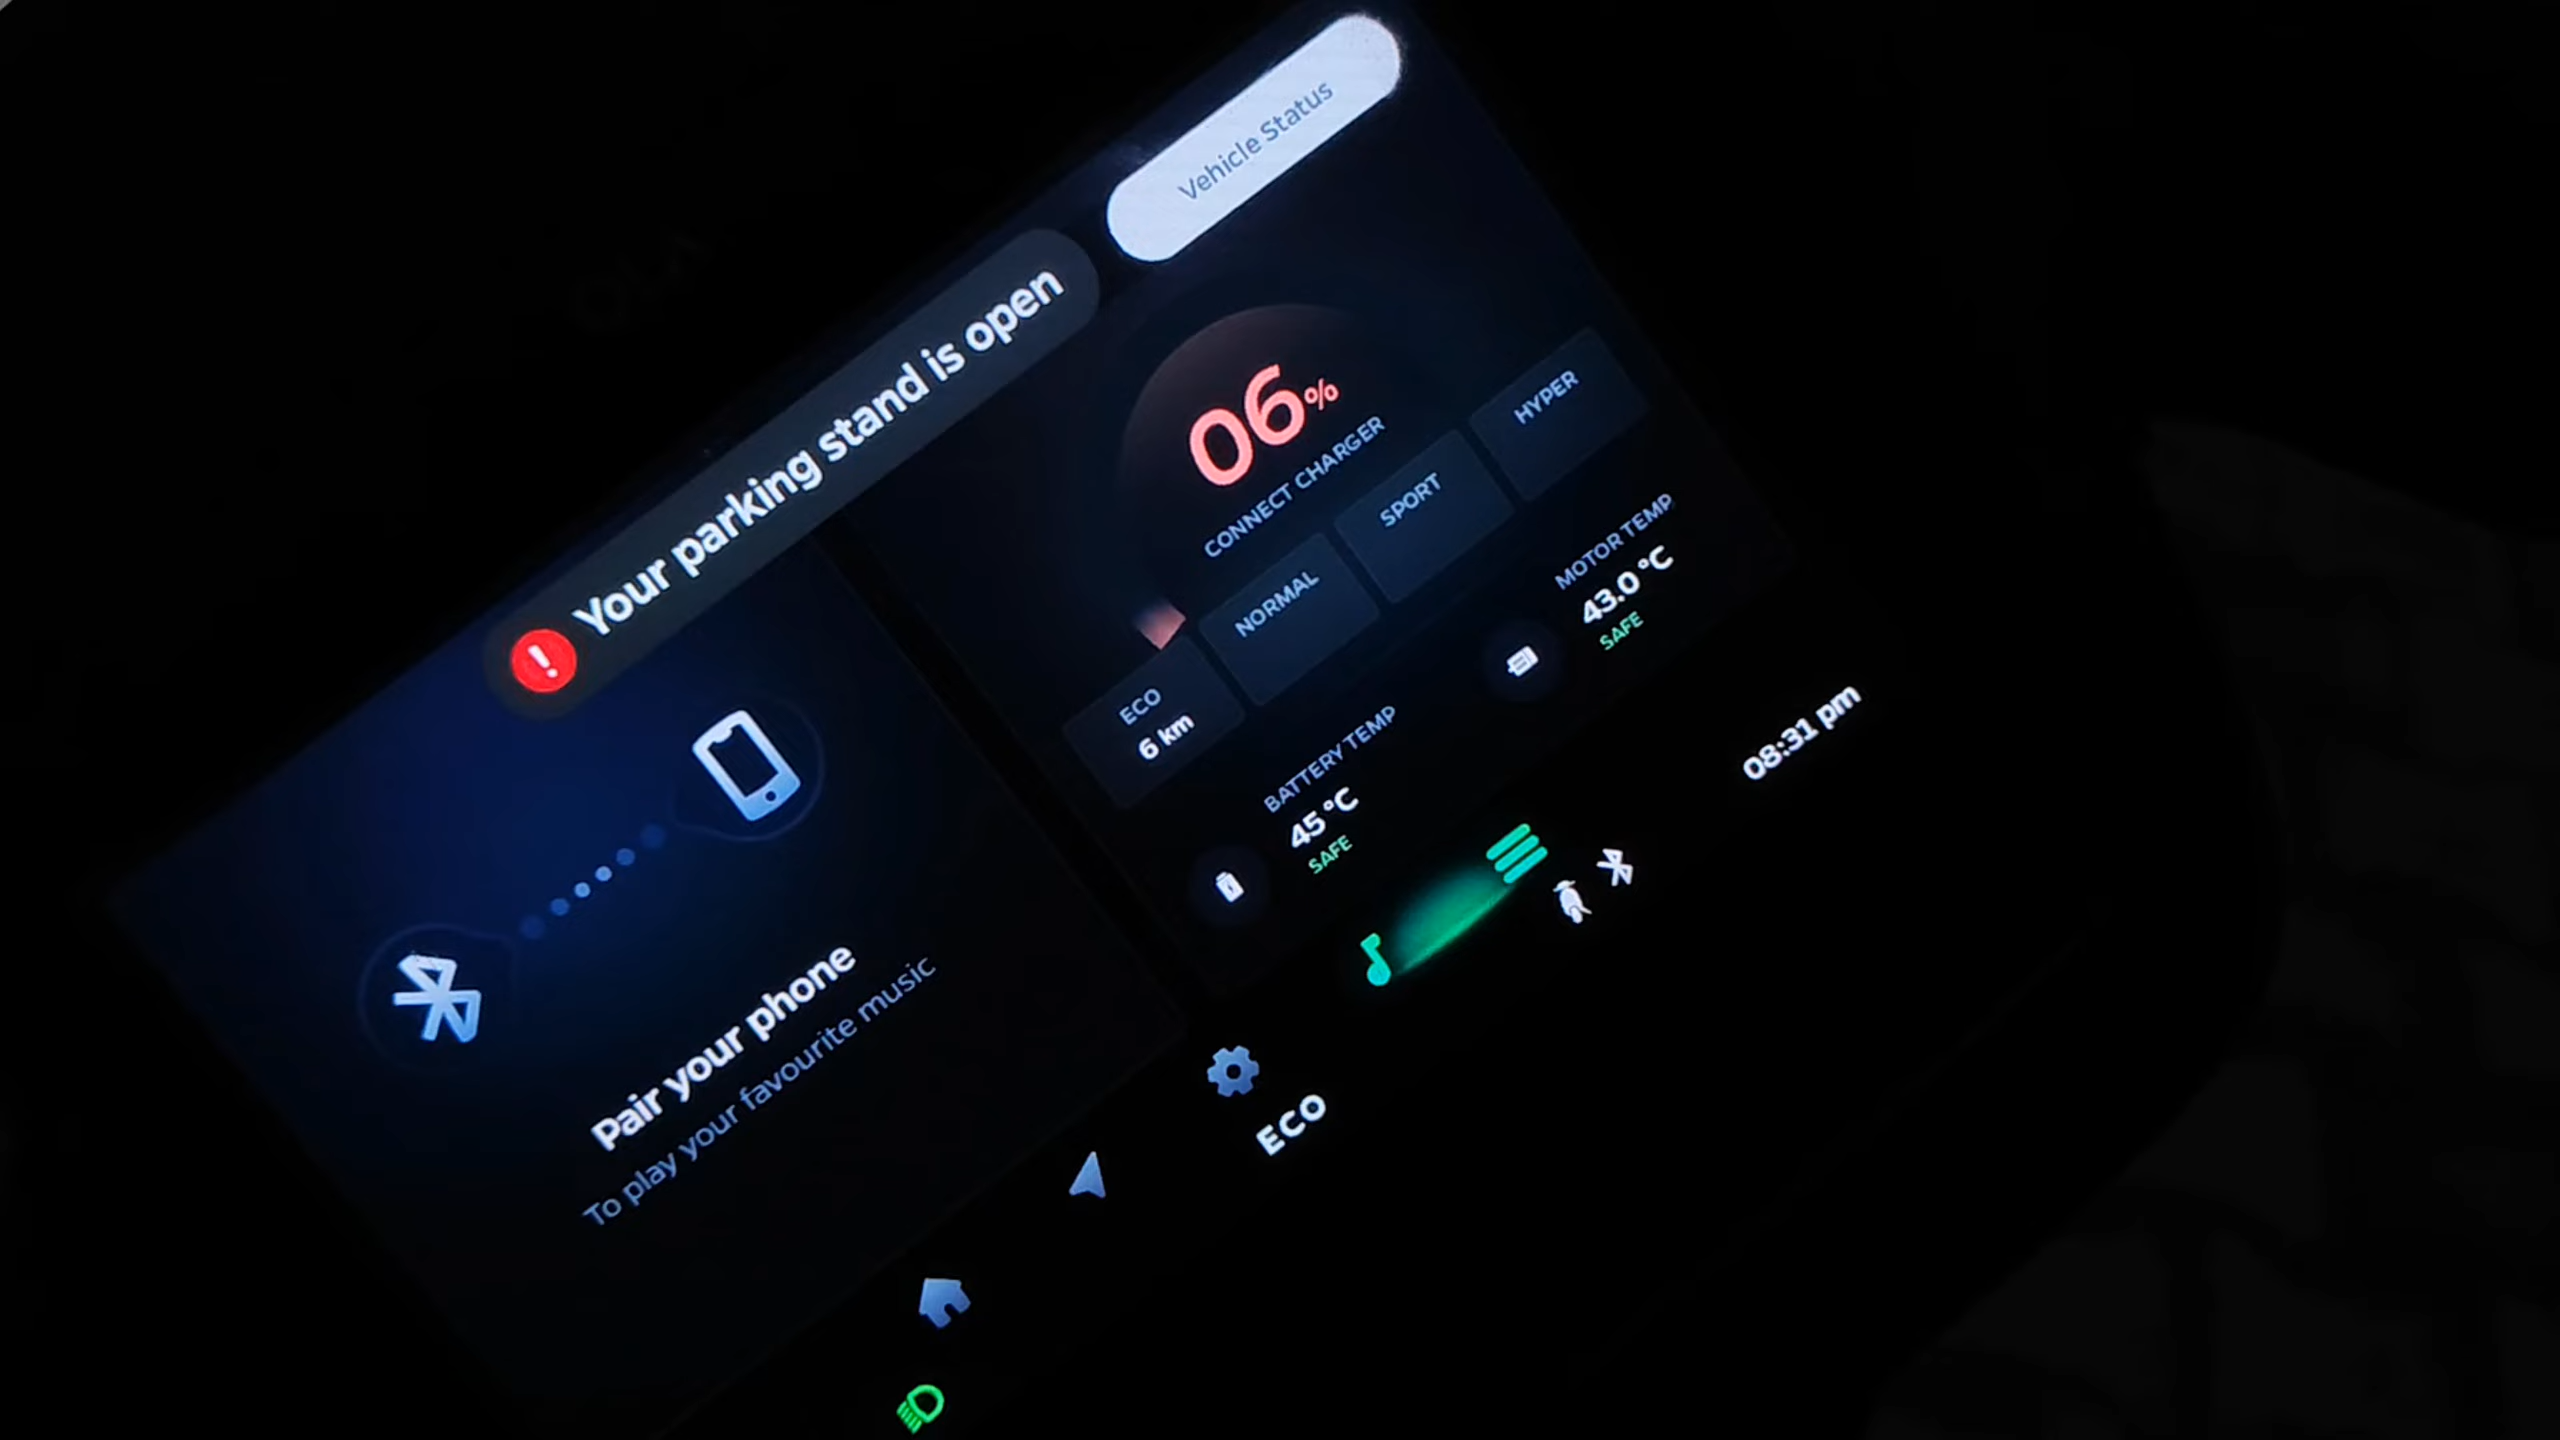 Vehicle Status
Your parking stand is open
06%
CONNECT CHARGER
ECO
6 km
NORMAL
SPORT
HYPER
BATTERY TEMP
45 °C
SAFE
MOTOR TEMP
43.0 °C
SAFE
Pair your phone
To play your favourite music
ECO
08:31 pm
OLA